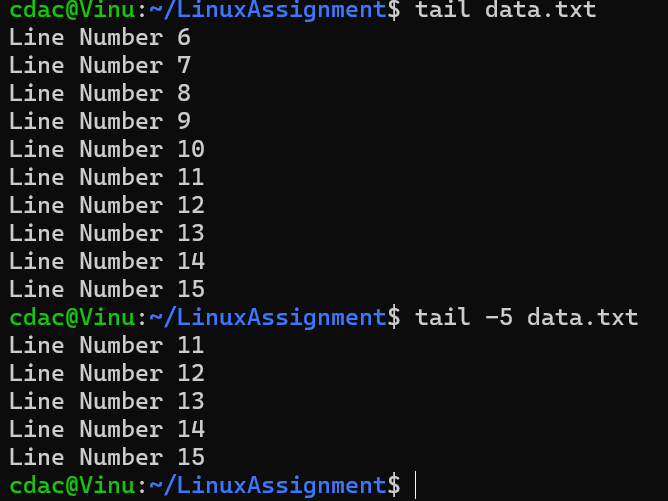 cdac@Vinu:~/LinuxAssignment$ tail data.txt
Line Number 6
Line Number 7
Line Number 8
Line Number 9
Line Number 10
Line Number 11
Line Number 12
Line Number 13
Line Number 14
Line Number 15
cdac@Vinu:~/LinuxAssignment$ tail -5 data.txt
Line Number 11
Line Number 12
Line Number 13
Line Number 14
Line Number 15
cdac@Vinu:~/LinuxAssignment$